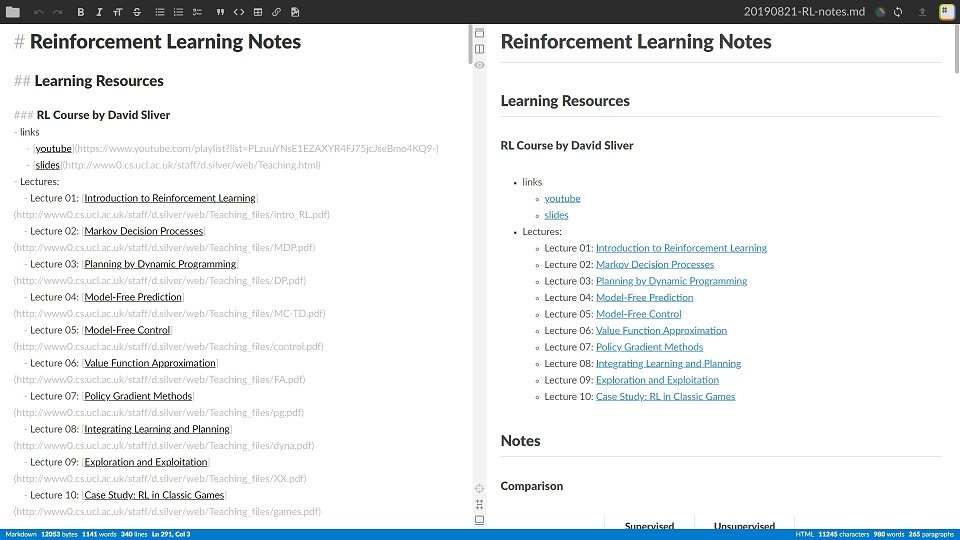 20190821-RL-notes.md
# Reinforcement Learning Notes
## Learning Resources
### RL Course by David Sliver
- links
- [youtube](https://www.youtube.com/playlist?list=PLzuuYNsE1EZAXYR4FJ75jcJseBmo4KQ9-)
- [slides](http://www0.cs.ucl.ac.uk/staff/d.silver/web/Teaching.html)
- Lectures:
- Lecture 01: [Introduction to Reinforcement Learning]
(http://www0.cs.ucl.ac.uk/staff/d.silver/web/Teaching_files/intro_RL.pdf)
- Lecture 02: [Markov Decision Processes]
(http://www0.cs.ucl.ac.uk/staff/d.silver/web/Teaching_files/MDP.pdf)
- Lecture 03: [Planning by Dynamic Programming]
(http://www0.cs.ucl.ac.uk/staff/d.silver/web/Teaching_files/DP.pdf)
- Lecture 04: [Model-Free Prediction]
(http://www0.cs.ucl.ac.uk/staff/d.silver/web/Teaching_files/MC-TD.pdf)
- Lecture 05: [Model-Free Control]
(http://www0.cs.ucl.ac.uk/staff/d.silver/web/Teaching_files/control.pdf)
- Lecture 06: [Value Function Approximation]
(http://www0.cs.ucl.ac.uk/staff/d.silver/web/Teaching_files/FA.pdf)
- Lecture 07: [Policy Gradient Methods]
(http://www0.cs.ucl.ac.uk/staff/d.silver/web/Teaching_files/pg.pdf)
- Lecture 08: [Integrating Learning and Planning]
(http://www0.cs.ucl.ac.uk/staff/d.silver/web/Teaching_files/dyna.pdf)
- Lecture 09: [Exploration and Exploitation]
(http://www0.cs.ucl.ac.uk/staff/d.silver/web/Teaching_files/XX.pdf)
- Lecture 10: [Case Study: RL in Classic Games]
(http://www0.cs.ucl.ac.uk/staff/d.silver/web/Teaching_files/games.pdf)
Reinforcement Learning Notes
Learning Resources
RL Course by David Sliver
links
youtube
slides
Lectures:
Lecture 01: Introduction to Reinforcement Learning
Lecture 02: Markov Decision Processes
Lecture 03: Planning by Dynamic Programming
Lecture 04: Model-Free Prediction
Lecture 05: Model-Free Control
Lecture 06: Value Function Approximation
Lecture 07: Policy Gradient Methods
Lecture 08: Integrating Learning and Planning
Lecture 09: Exploration and Exploitation
Lecture 10: Case Study: RL in Classic Games
Notes
Comparison
Supervised Unsupervised
Markdown 12053 bytes 1141 words 340 lines Ln 291, Col 3
HTML 11245 characters 980 words 265 paragraphs